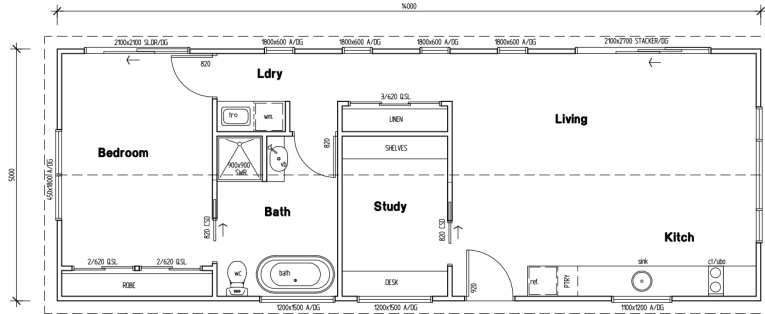 14000
2100x2100 SLDR/DG
1800x600 A/DG
1800x600 A/DG
1800x600 A/DG
1800x600 A/DG
2100x2700 STACKER/DG
820
Ldry
3/620 QSL
tro
wm.
LINEN
Living
820
SHELVES
Bedroom
900x900
SWR.
vb
5000
450x1800 A/DG
Bath
Study
820 CSD
820 CSD
Kitch
2/620 QSL
2/620 QSL
sink
ct/ubo
wc
bath
ROBE
DESK
920
ref.
PTRY
1200x1500 A/DG
1200x1500 A/DG
1100x1200 A/DG